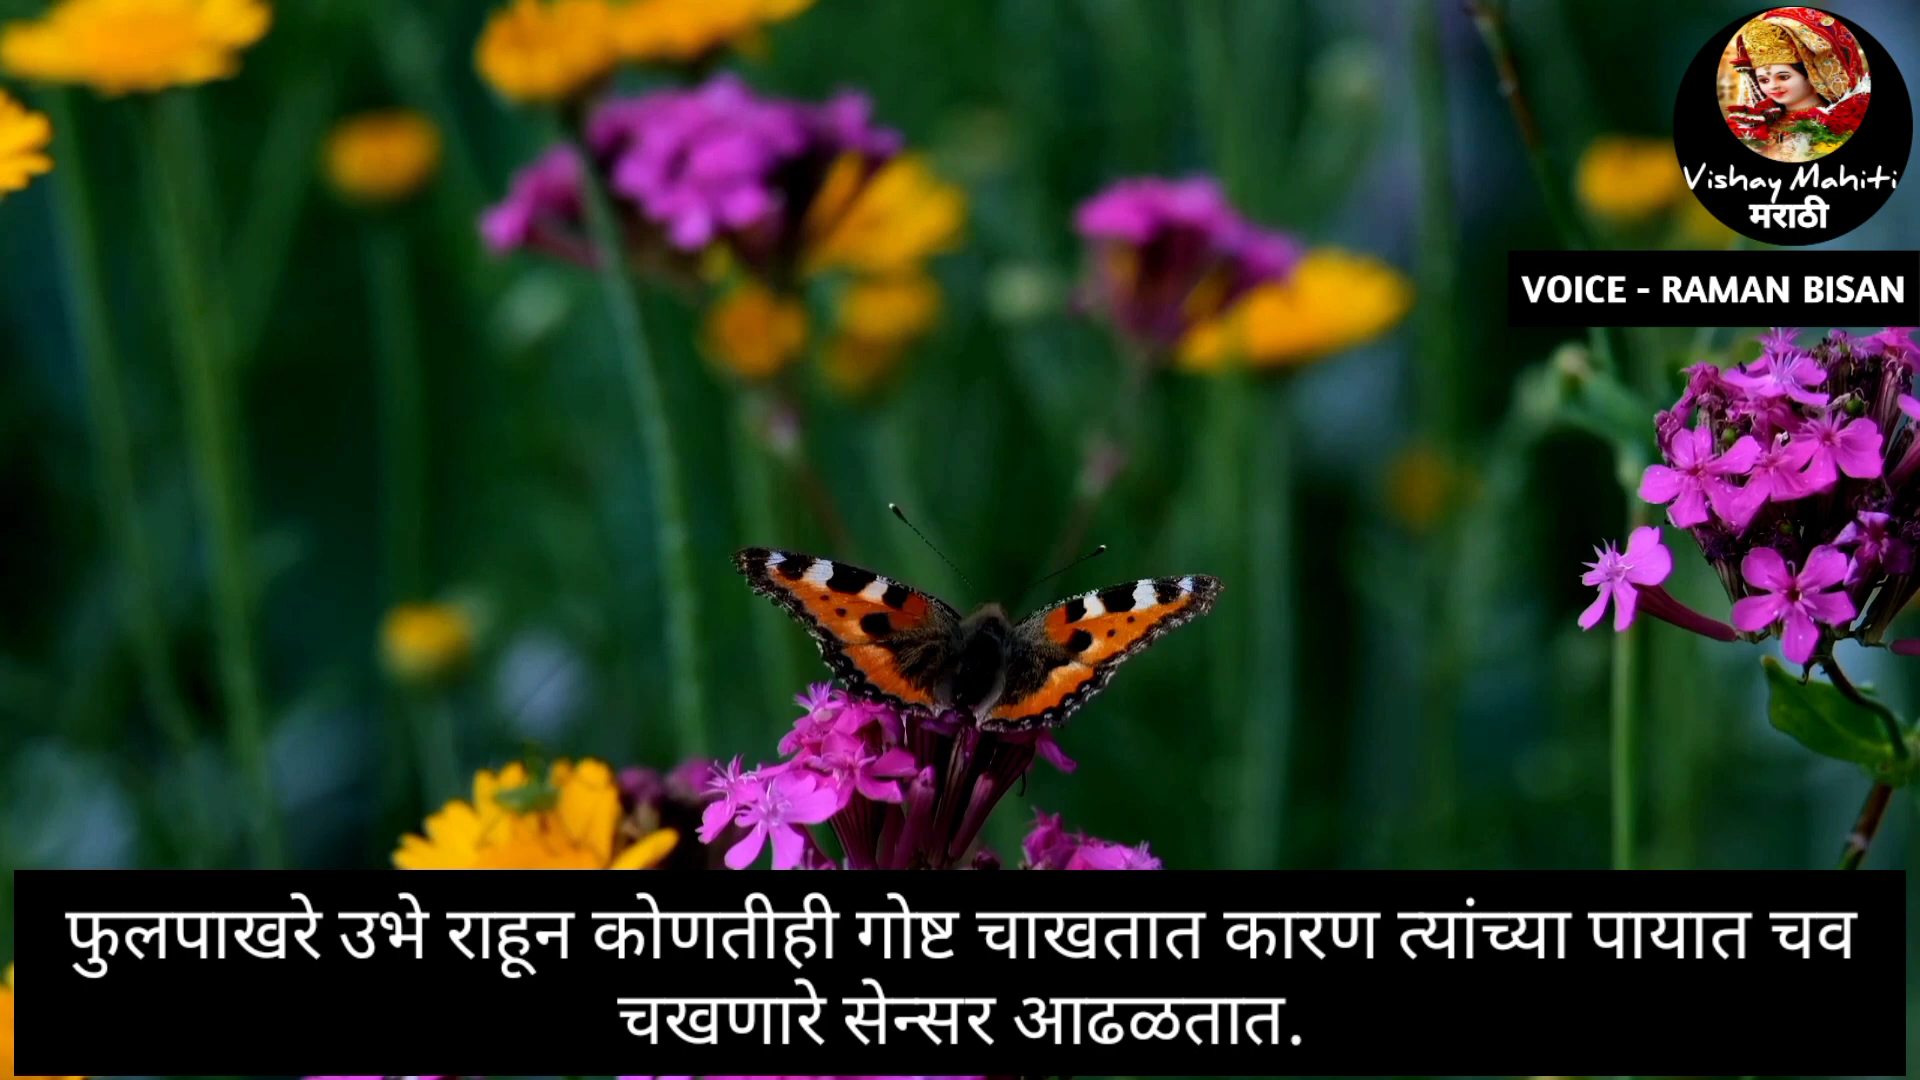 Vishay Mahiti
मराठी
VOICE - RAMAN BISAN
फुलपाखरे उभे राहून कोणतीही गोष्ट चाखतात कारण त्यांच्या पायात चव
चखणारे सेन्सर आढळतात.